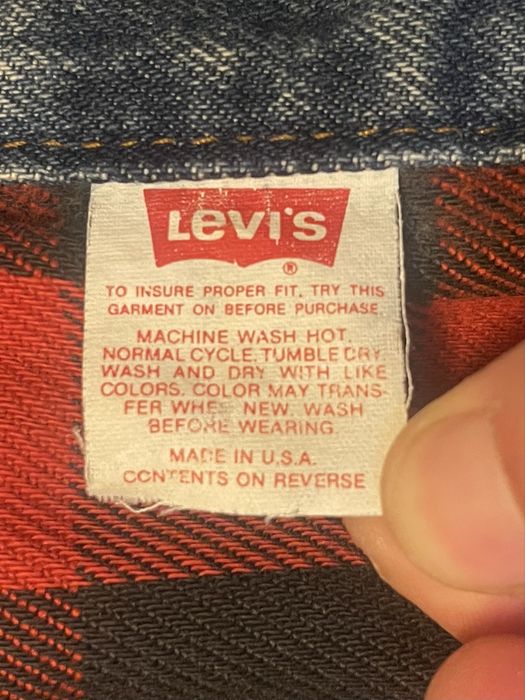 Levi's
®
TO INSURE PROPER FIT, TRY THIS
GARMENT ON BEFORE PURCHASE
MACHINE WASH HOT,
NORMAL CYCLE. TUMBLE DRY.
WASH AND DRY WITH LIKE
COLORS. COLOR MAY TRANS-
FER WHEN NEW. WASH
BEFORE WEARING.
MADE IN U.S.A.
CONTENTS ON REVERSE